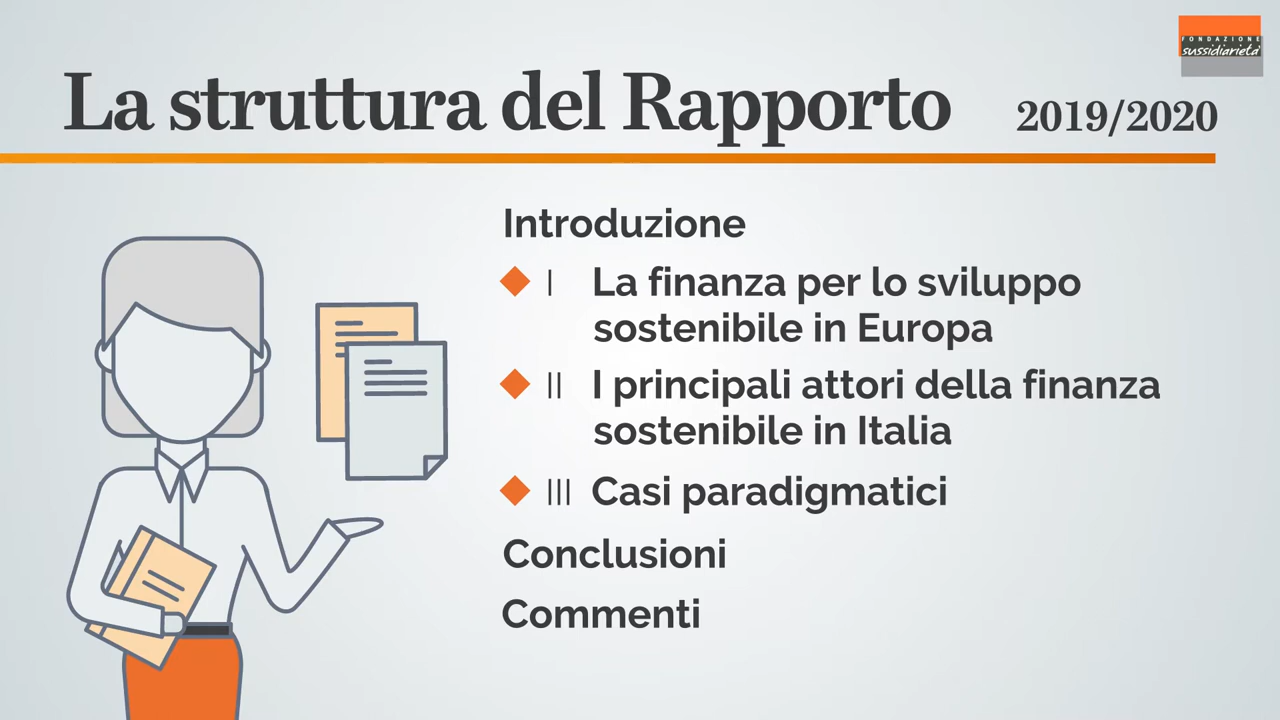 FONDAZIONE
sussidiarietà
La struttura del Rapporto 2019/2020
Introduzione
I La finanza per lo sviluppo
sostenibile in Europa
II I principali attori della finanza
sostenibile in Italia
III Casi paradigmatici
Conclusioni
Commenti